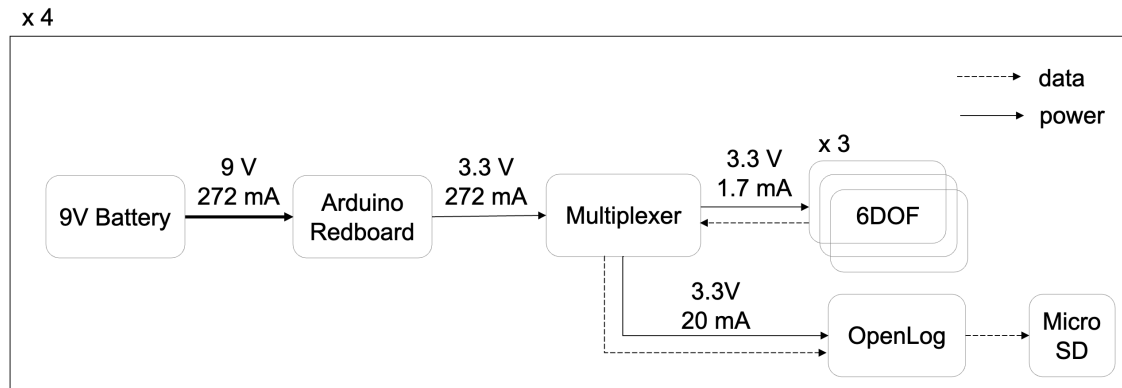 x 4
data
power
9 V
272 mA
3.3 V
272 mA
3.3 V
1.7 mA
x 3
9V Battery
Arduino
Redboard
Multiplexer
6DOF
3.3V
20 mA
OpenLog
Micro
SD